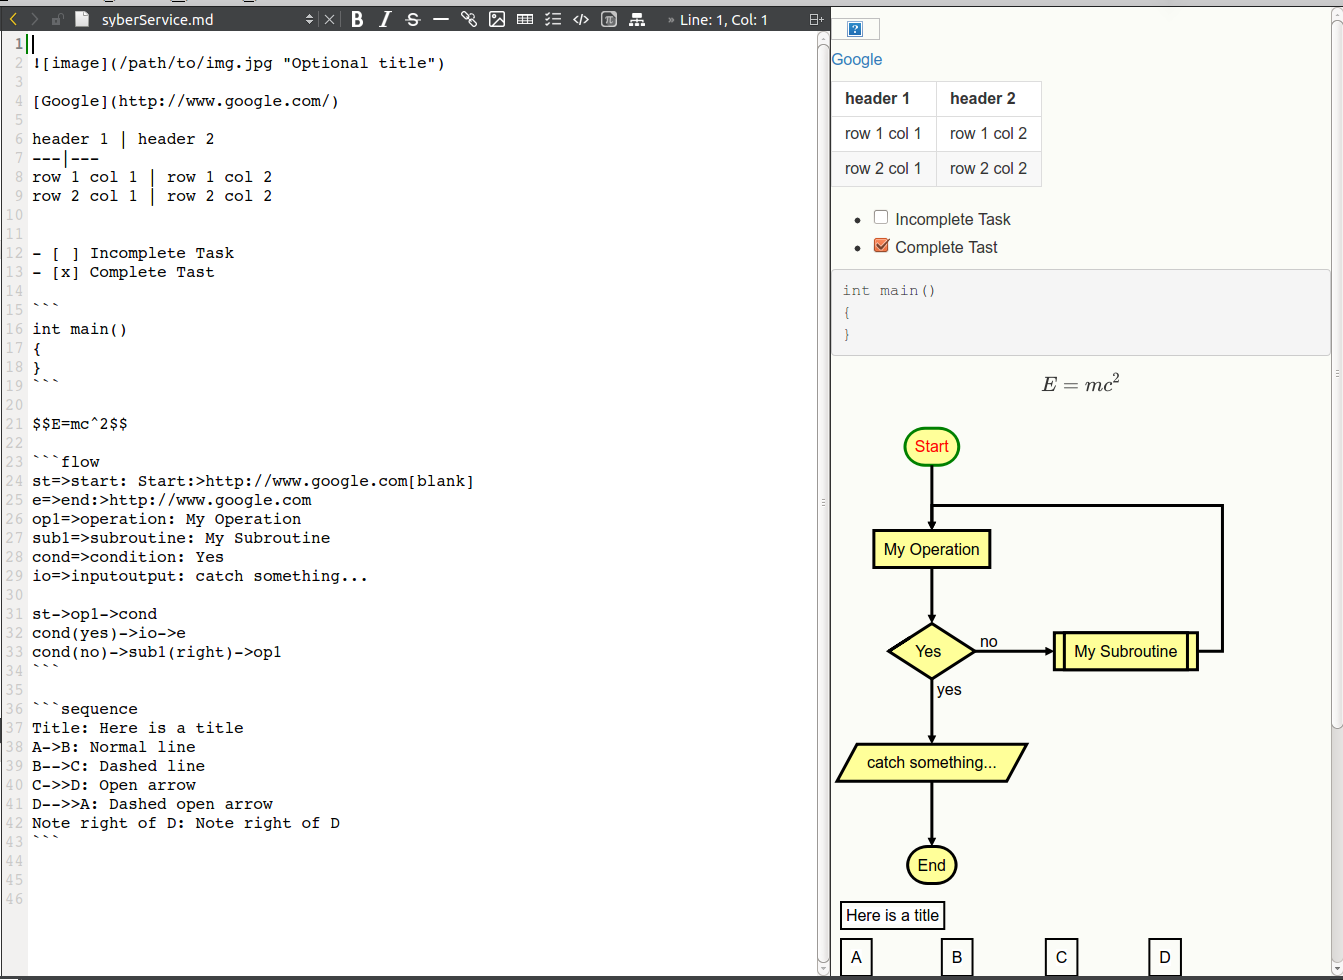 syberService.md
B I S </> π » Line: 1, Col: 1
1
2 ![image](/path/to/img.jpg "Optional title")
3
4 [Google](http://www.google.com/)
5
6 header 1 | header 2
7 ---|---
8 row 1 col 1 | row 1 col 2
9 row 2 col 1 | row 2 col 2
10
11
12 - [ ] Incomplete Task
13 - [x] Complete Tast
14
15 ```
16 int main()
17 {
18 }
19 ```
20
21 $$E=mc^2$$
22
23 ```flow
24 st=>start: Start:>http://www.google.com[blank]
25 e=>end:>http://www.google.com
26 op1=>operation: My Operation
27 sub1=>subroutine: My Subroutine
28 cond=>condition: Yes
29 io=>inputoutput: catch something...
30
31 st->op1->cond
32 cond(yes)->io->e
33 cond(no)->sub1(right)->op1
34 ```
35
36 ```sequence
37 Title: Here is a title
38 A->B: Normal line
39 B-->C: Dashed line
40 C->>D: Open arrow
41 D-->>A: Dashed open arrow
42 Note right of D: Note right of D
43 ```
44
45
46
?
Google
header 1 header 2
row 1 col 1 row 1 col 2
row 2 col 1 row 2 col 2
Incomplete Task
Complete Tast
int main()
{
}
E = mc²
Start
My Operation
Yes
no
My Subroutine
yes
catch something...
End
Here is a title
A B C D